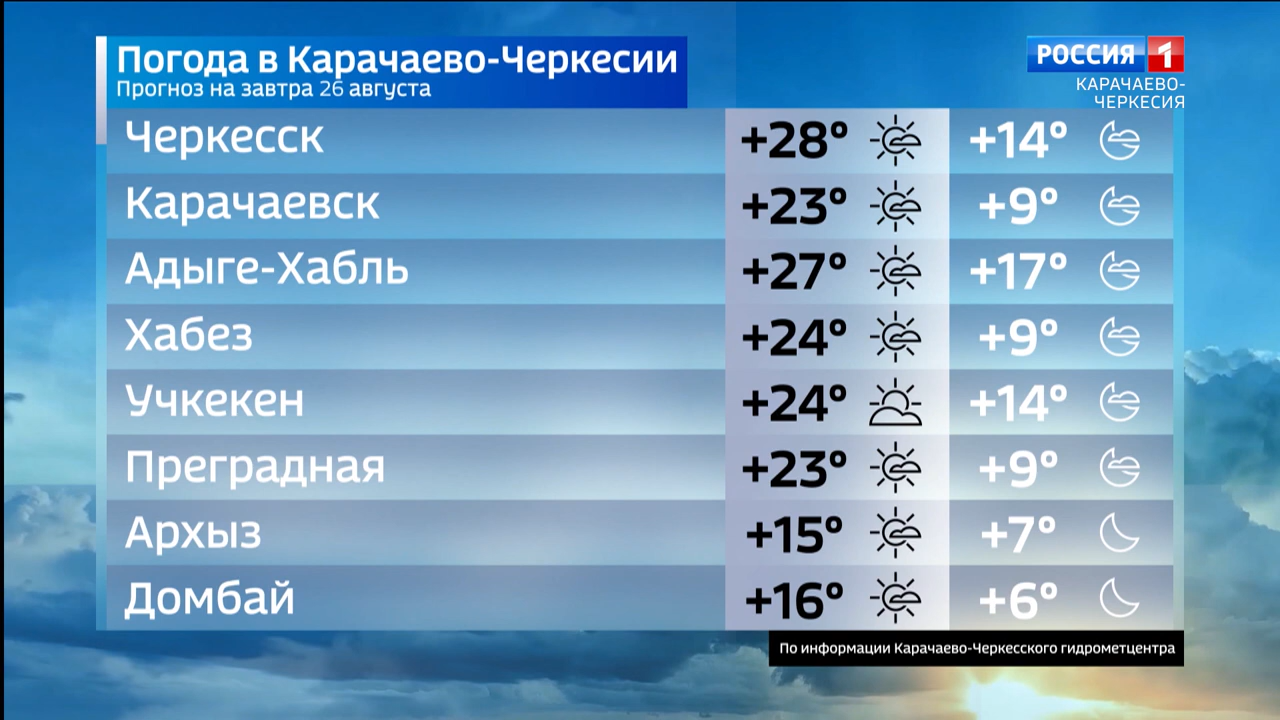 Погода в Карачаево-Черкесии
Прогноз на завтра 26 августа
РОССИЯ 1
КАРАЧАЕВО-
ЧЕРКЕСИЯ
Черкесск +28° +14°
Карачаевск +23° +9°
Адыге-Хабль +27° +17°
Хабез +24° +9°
Учкекен +24° +14°
Преградная +23° +9°
Архыз +15° +7°
Домбай +16° +6°
По информации Карачаево-Черкесского гидрометцентра